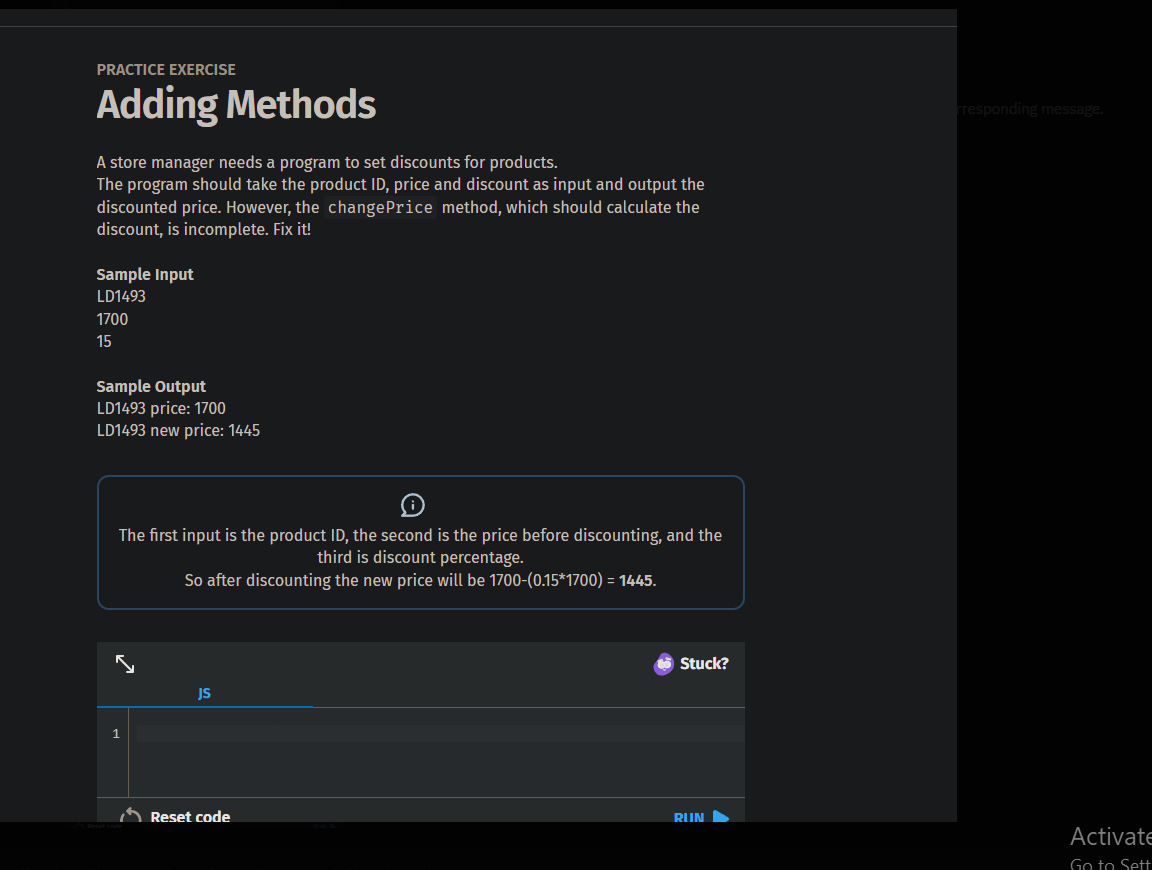 rresponding message.
PRACTICE EXERCISE
Adding Methods
A store manager needs a program to set discounts for products.
The program should take the product ID, price and discount as input and output the
discounted price. However, the changePrice method, which should calculate the
discount, is incomplete. Fix it!
Sample Input
LD1493
1700
15
Sample Output
LD1493 price: 1700
LD1493 new price: 1445
The first input is the product ID, the second is the price before discounting, and the
third is discount percentage.
So after discounting the new price will be 1700-(0.15*1700) = 1445.
Stuck?
JS
1
Reset code
RUN
Activate
Go to Sett